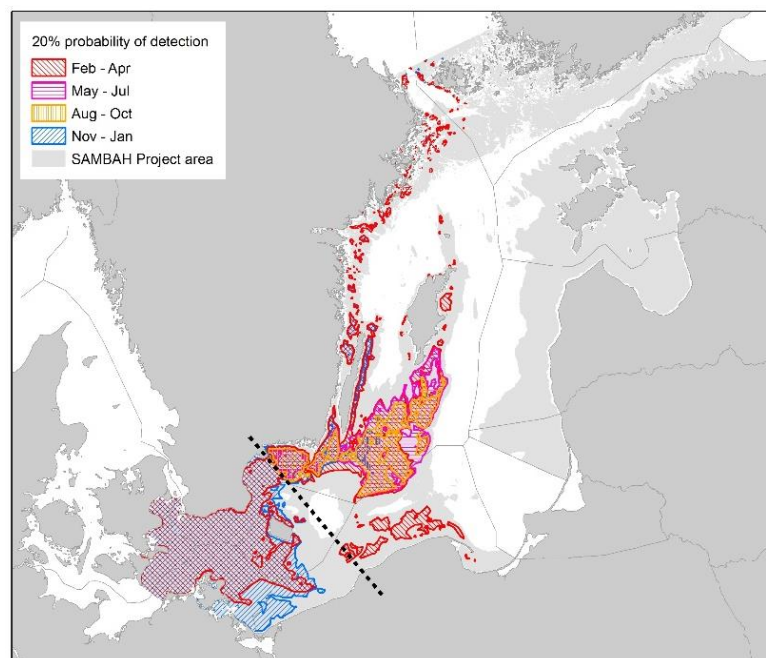 20% probability of detection
Feb - Apr
May - Jul
Aug - Oct
Nov - Jan
SAMBAH Project area